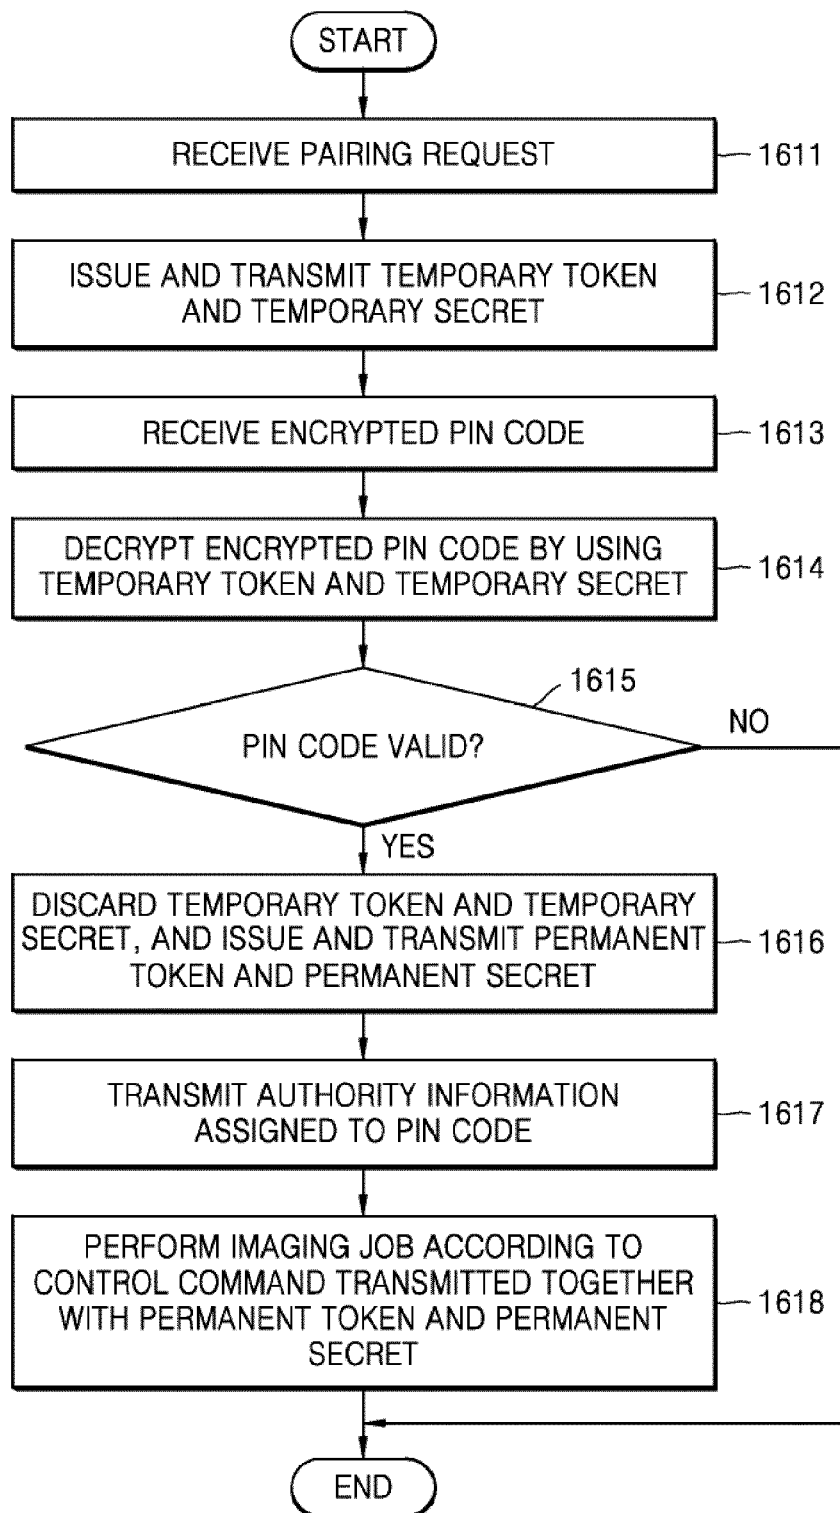 START
RECEIVE PAIRING REQUEST
1611
ISSUE AND TRANSMIT TEMPORARY TOKEN
AND TEMPORARY SECRET
1612
RECEIVE ENCRYPTED PIN CODE
1613
DECRYPT ENCRYPTED PIN CODE BY USING
TEMPORARY TOKEN AND TEMPORARY SECRET
1614
1615
PIN CODE VALID?
NO
YES
DISCARD TEMPORARY TOKEN AND TEMPORARY
SECRET, AND ISSUE AND TRANSMIT PERMANENT
TOKEN AND PERMANENT SECRET
1616
TRANSMIT AUTHORITY INFORMATION
ASSIGNED TO PIN CODE
1617
PERFORM IMAGING JOB ACCORDING TO
CONTROL COMMAND TRANSMITTED TOGETHER
WITH PERMANENT TOKEN AND PERMANENT
SECRET
1618
END